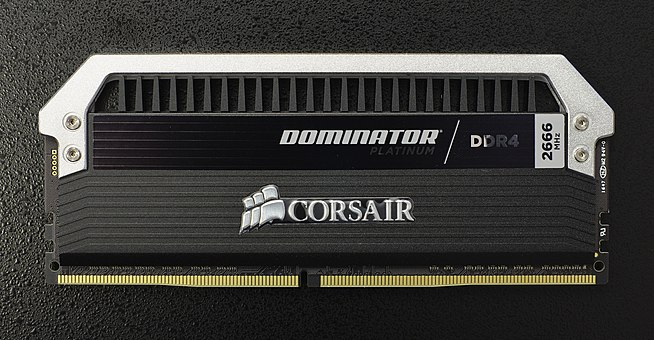 DOMINATOR®
PLATINUM
DDR4
2666
MHz
CORSAIR